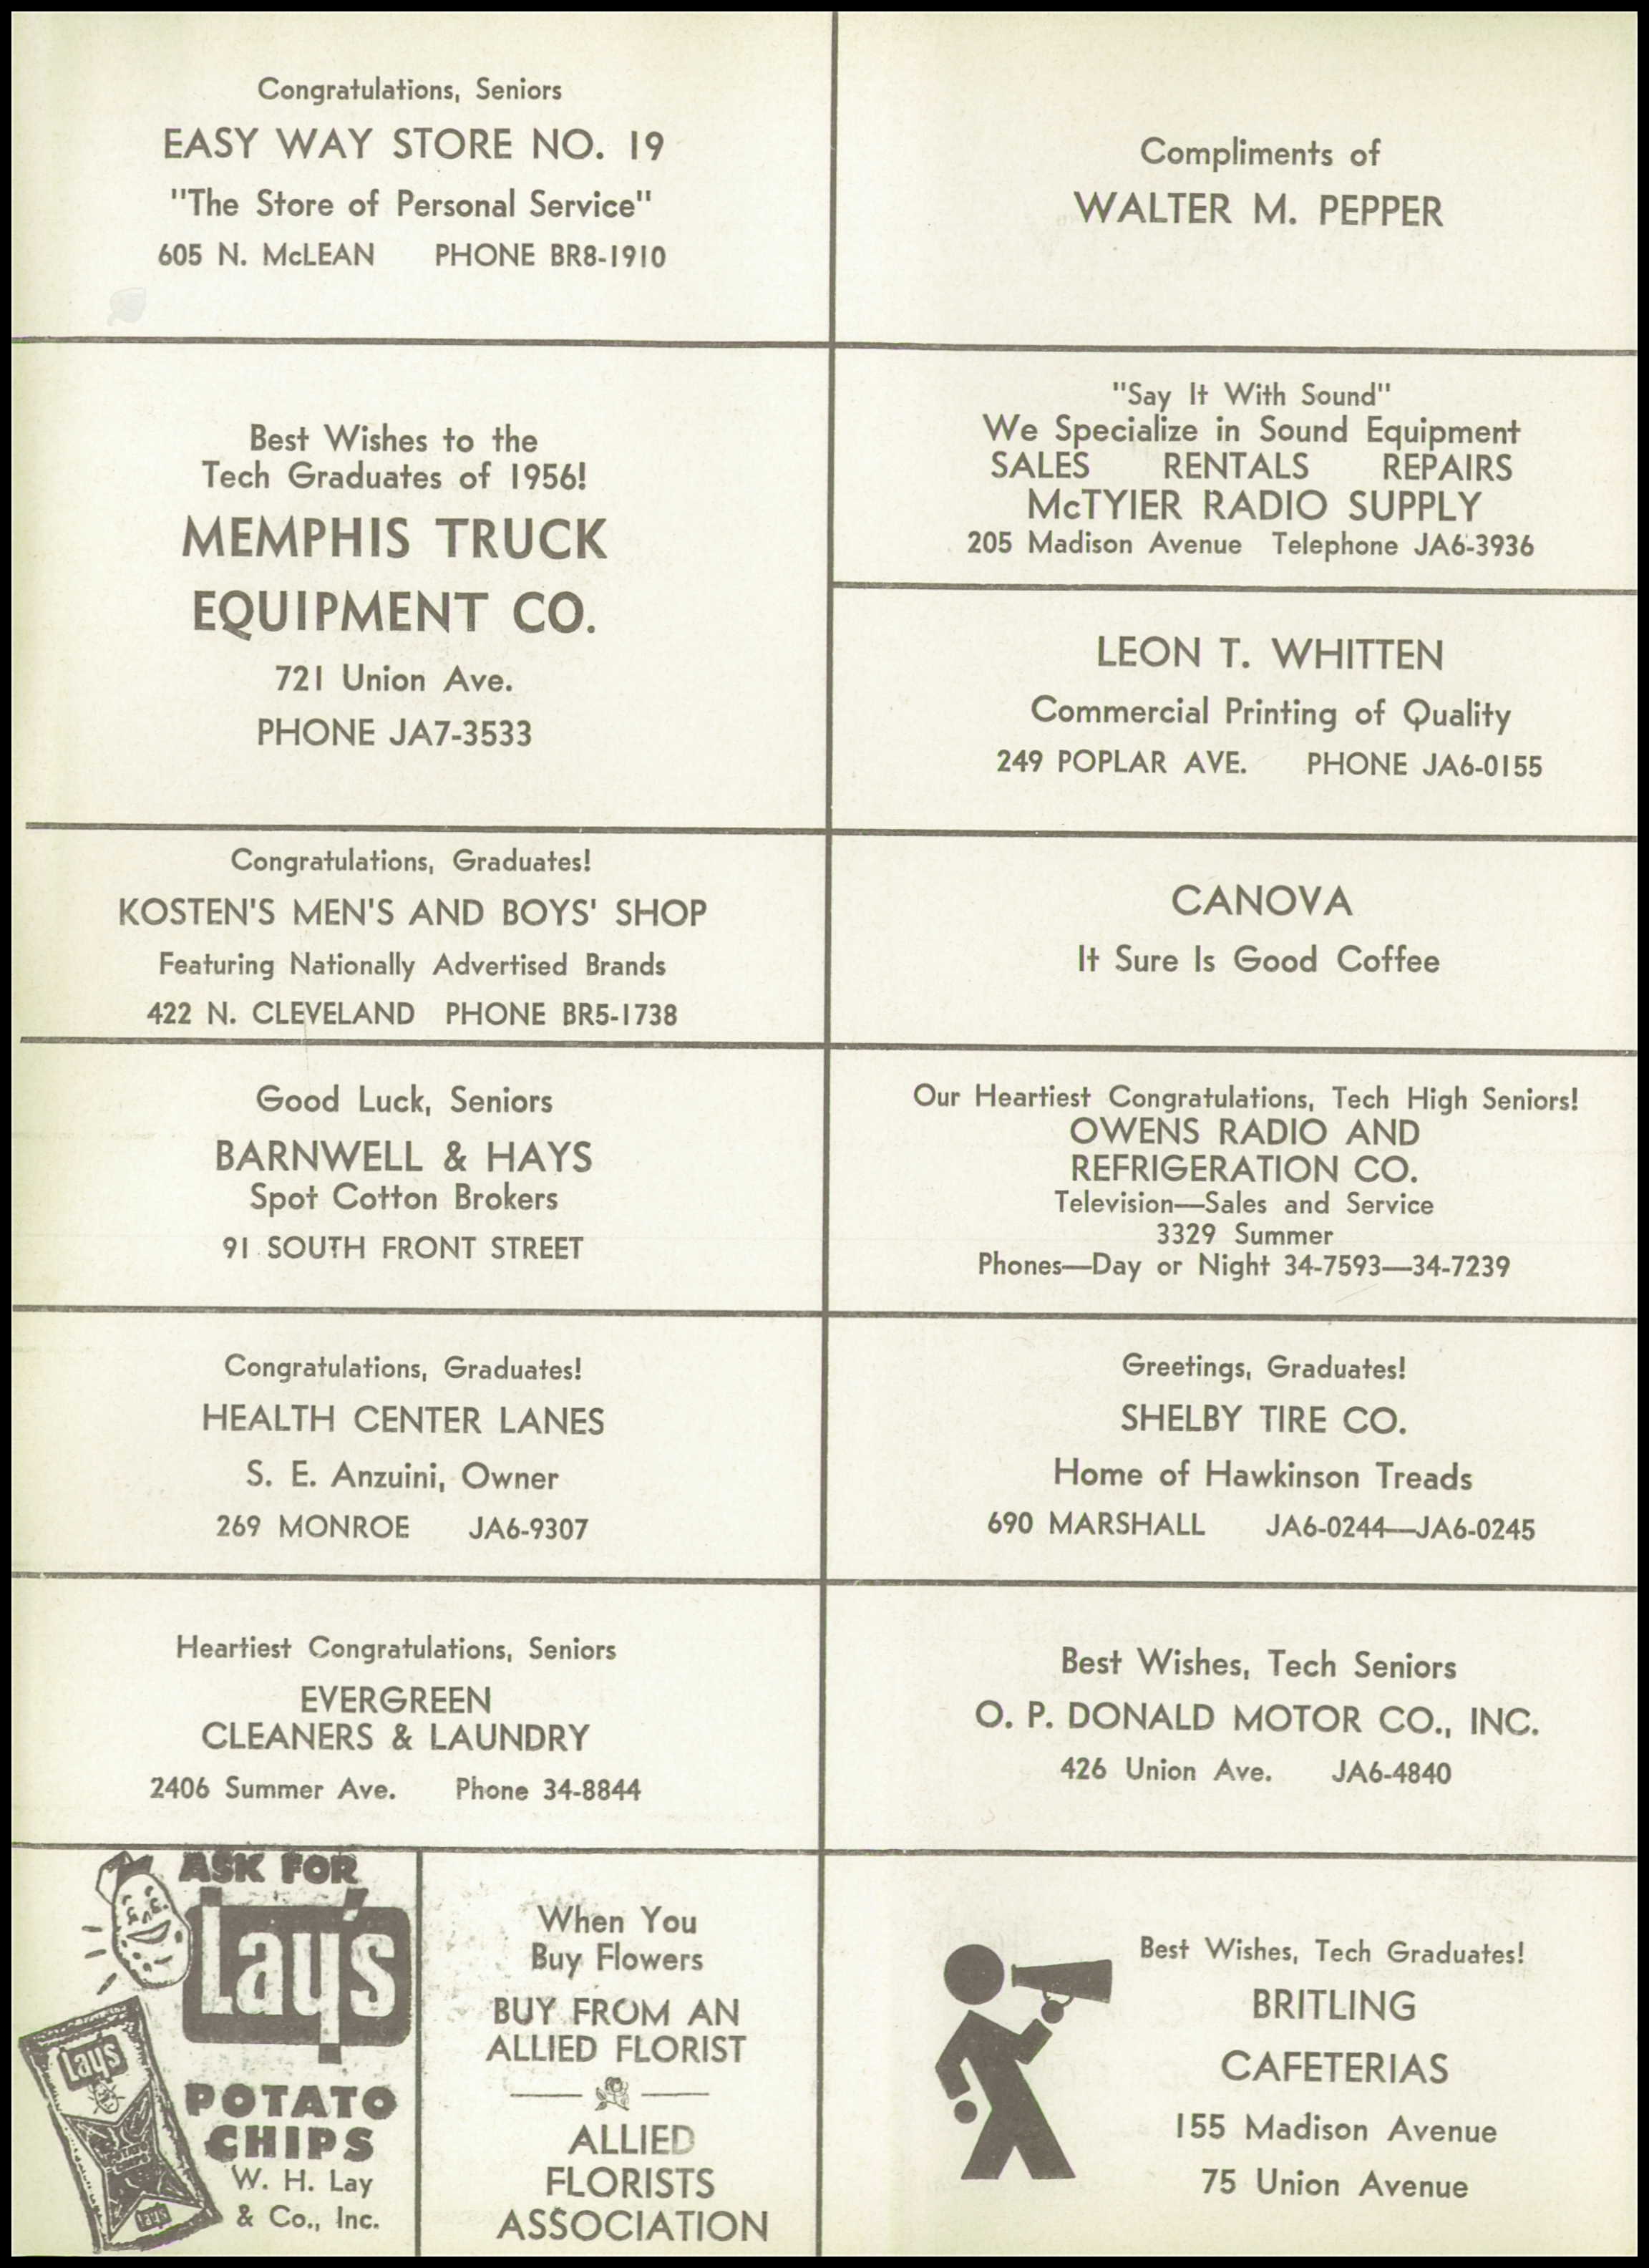 Congratulations, Seniors
EASY WAY STORE NO. 19
"The Store of Personal Service"
605 N. McLEAN PHONE BR8-1910
Compliments of
WALTER M. PEPPER
Best Wishes to the
Tech Graduates of 1956!
MEMPHIS TRUCK
EQUIPMENT CO.
721 Union Ave.
PHONE JA7-3533
"Say It With Sound"
We Specialize in Sound Equipment
SALES RENTALS REPAIRS
McTYIER RADIO SUPPLY
205 Madison Avenue Telephone JA6-3936
LEON T. WHITTEN
Commercial Printing of Quality
249 POPLAR AVE. PHONE JA6-0155
Congratulations, Graduates!
KOSTEN'S MEN'S AND BOYS' SHOP
Featuring Nationally Advertised Brands
422 N. CLEVELAND PHONE BR5-1738
CANOVA
It Sure Is Good Coffee
Good Luck, Seniors
BARNWELL & HAYS
Spot Cotton Brokers
91 SOUTH FRONT STREET
Our Heartiest Congratulations, Tech High Seniors!
OWENS RADIO AND
REFRIGERATION CO.
Television—Sales and Service
3329 Summer
Phones—Day or Night 34-7593—34-7239
Congratulations, Graduates!
HEALTH CENTER LANES
S. E. Anzuini, Owner
269 MONROE JA6-9307
Greetings, Graduates!
SHELBY TIRE CO.
Home of Hawkinson Treads
690 MARSHALL JA6-0244—JA6-0245
Heartiest Congratulations, Seniors
EVERGREEN
CLEANERS & LAUNDRY
2406 Summer Ave. Phone 34-8844
Best Wishes, Tech Seniors
O. P. DONALD MOTOR CO., INC.
426 Union Ave. JA6-4840
ASK FOR
Lay's
Lay's
POTATO
CHIPS
W. H. Lay
& Co., Inc.
Lay's
When You
Buy Flowers
BUY FROM AN
ALLIED FLORIST
ALLIED
FLORISTS
ASSOCIATION
Best Wishes, Tech Graduates!
BRITLING
CAFETERIAS
155 Madison Avenue
75 Union Avenue